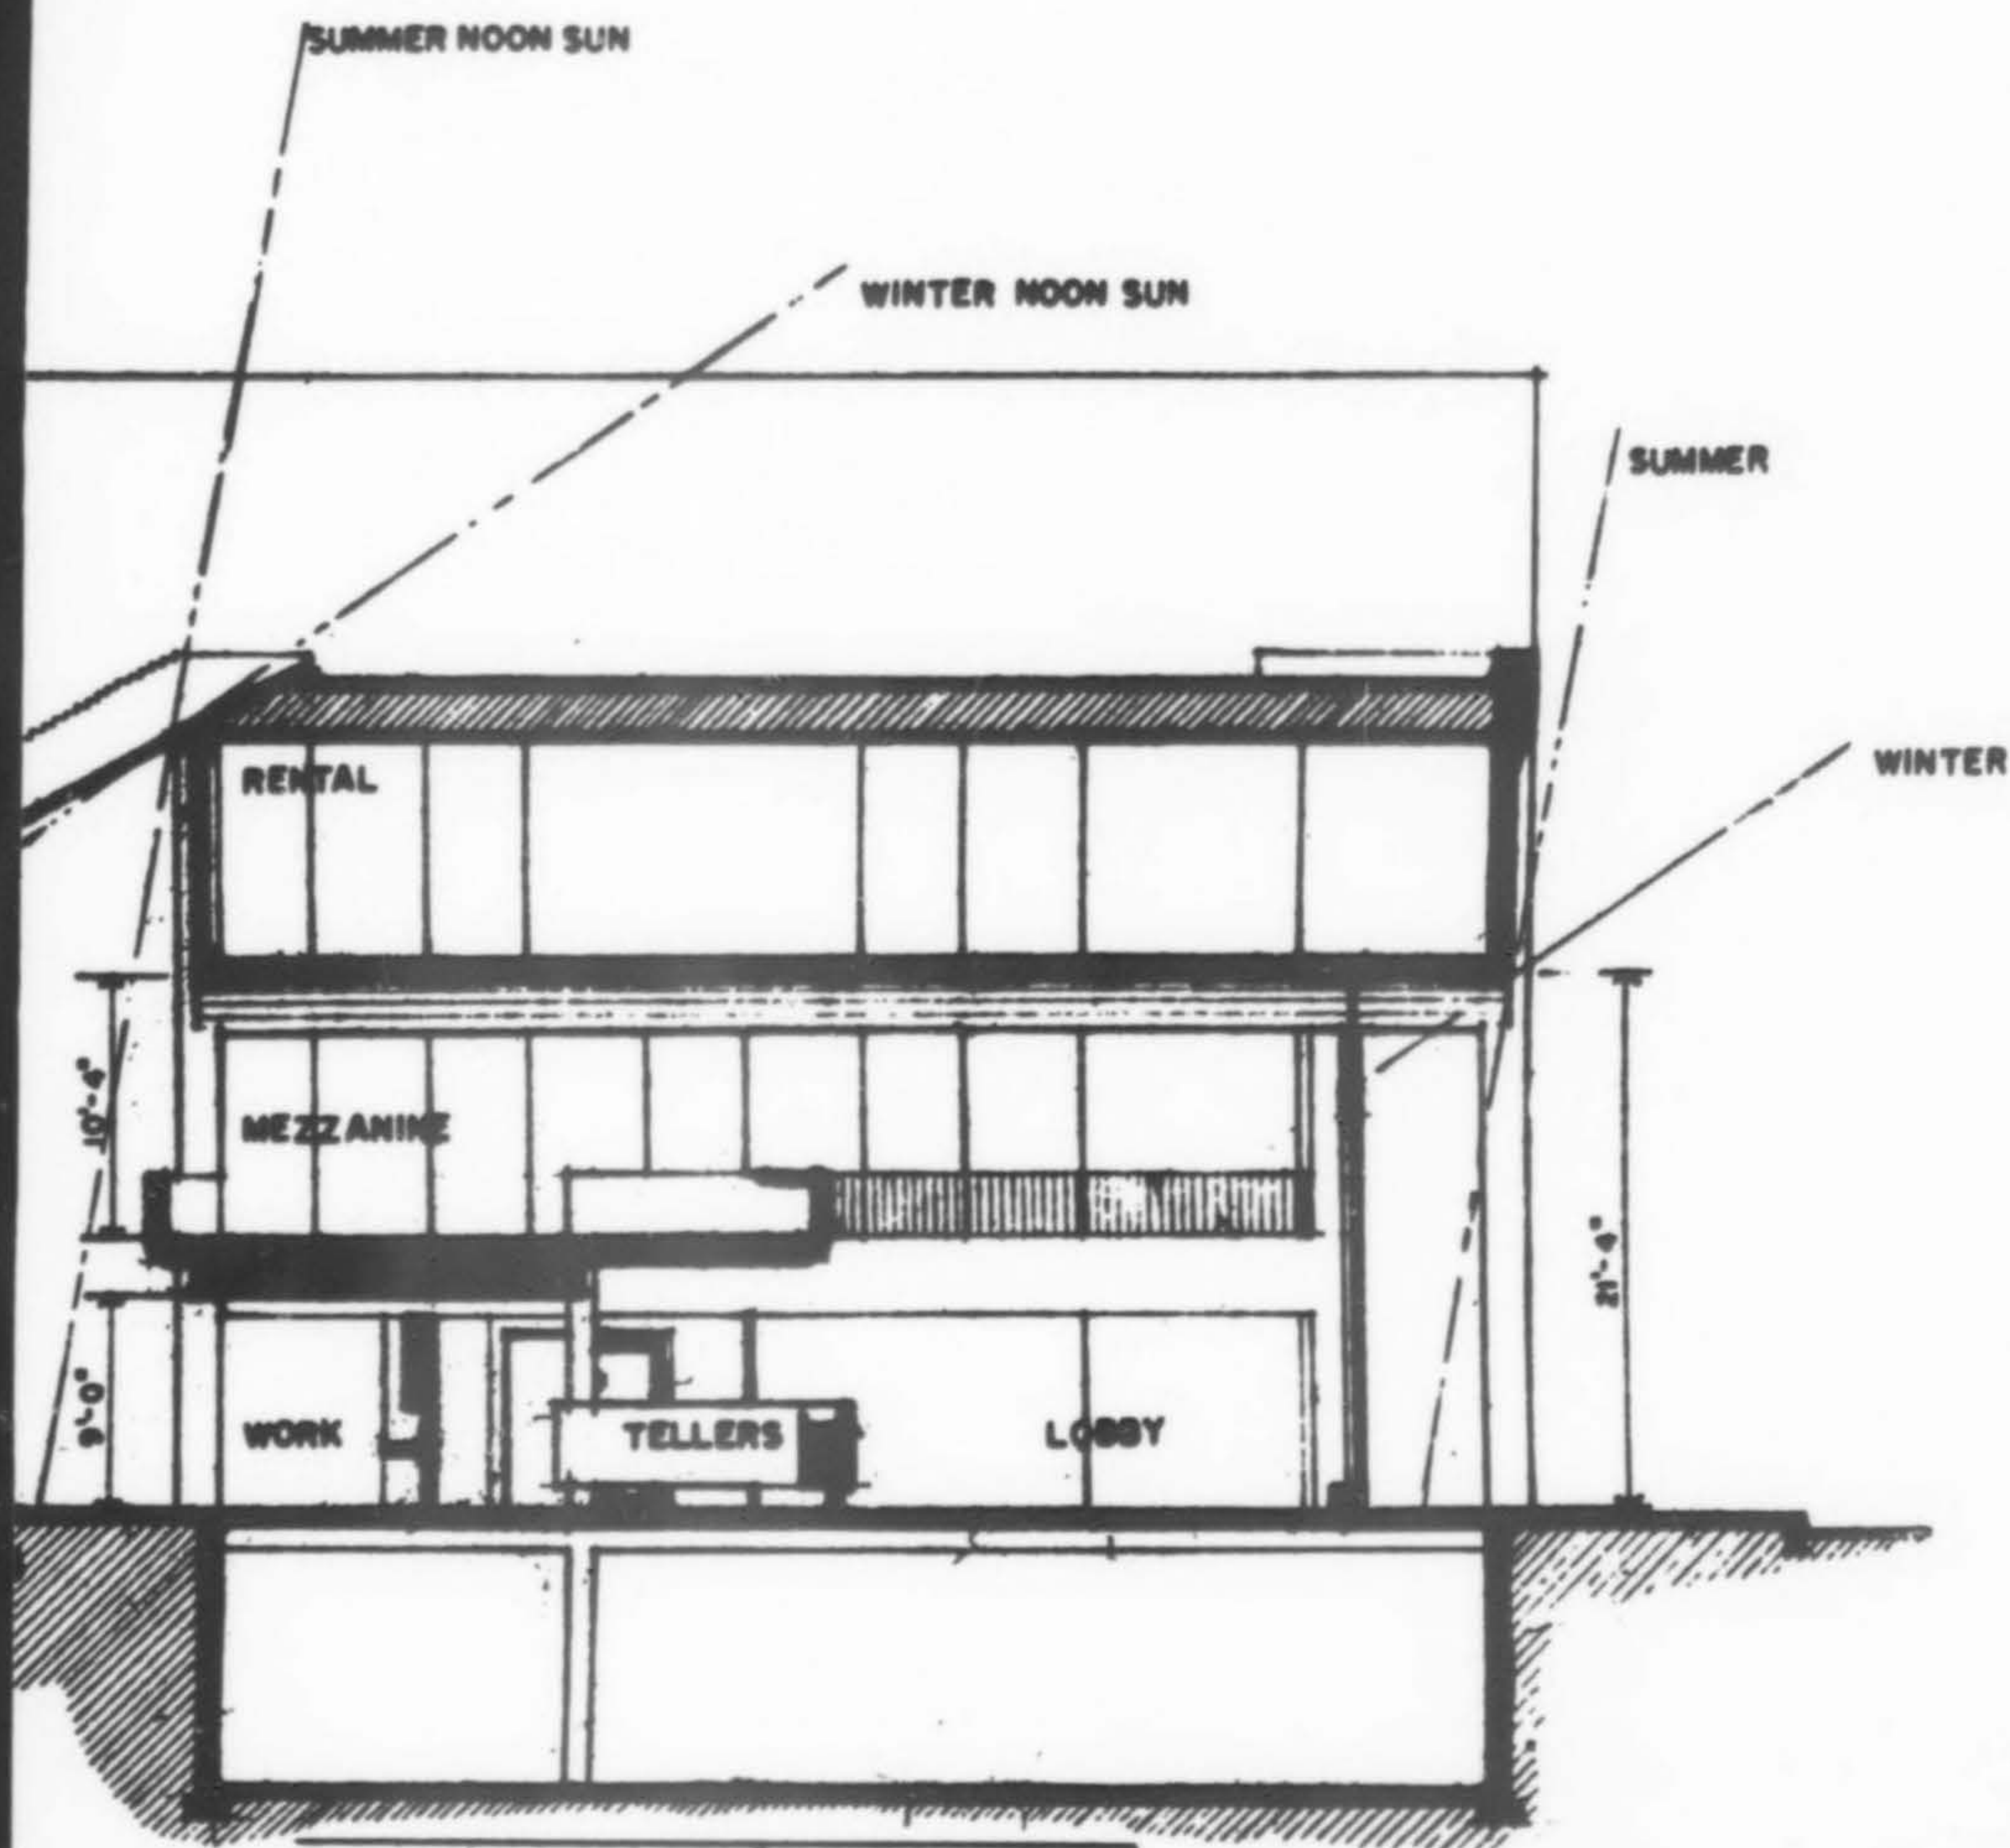 SUMMER NOON SUN
WINTER NOON SUN
SUMMER
WINTER
RENTAL
10'-4"
MEZZANINE
21'-4"
9'-0"
WORK
TELLERS
LOBBY